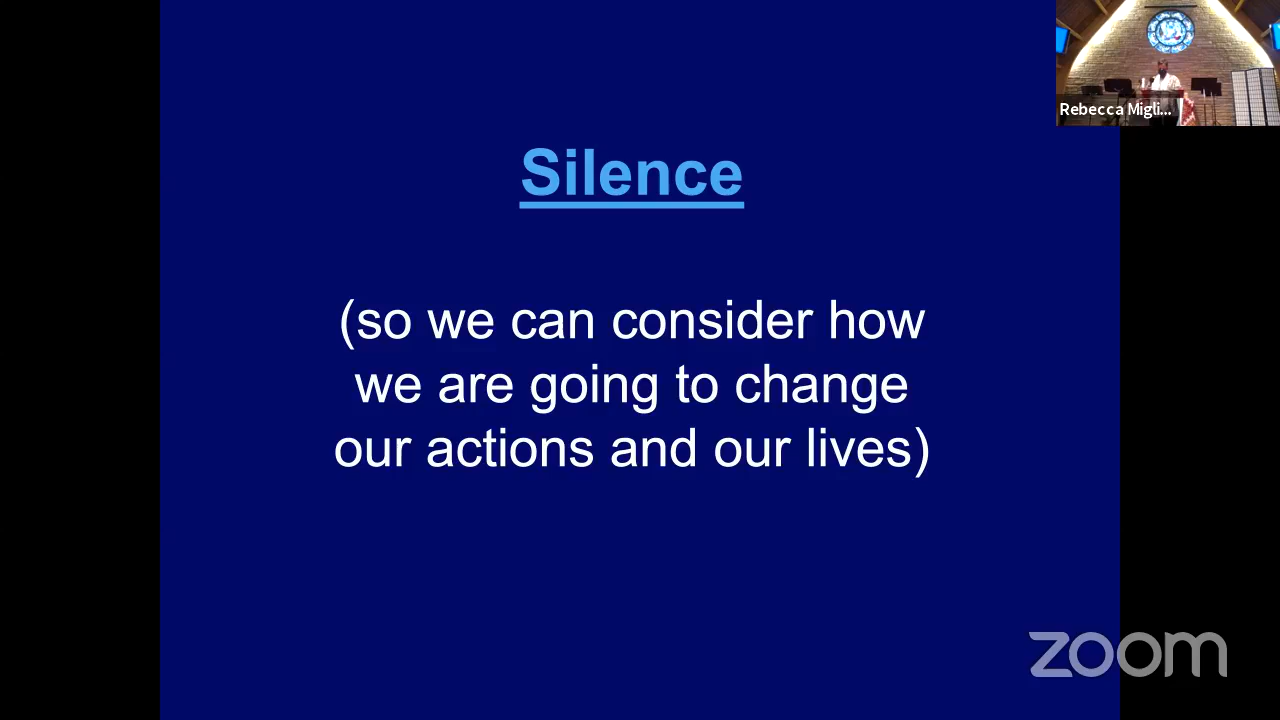 Rebecca Migli...
Silence
(so we can consider how
we are going to change
our actions and our lives)
zoom